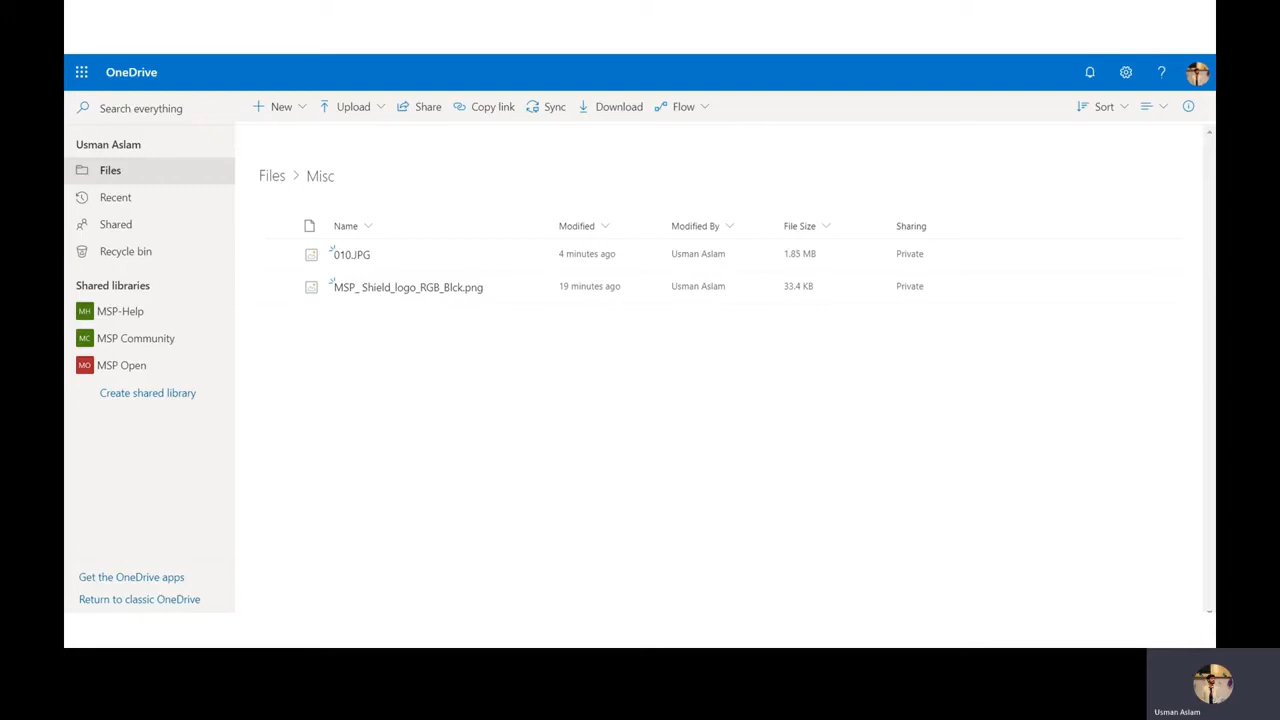 OneDrive
Search everything
New
Upload
Share
Copy link
Sync
Download
Flow
Sort
Usman Aslam
Files
Recent
Shared
Recycle bin
Shared libraries
MH MSP-Help
MC MSP Community
MO MSP Open
Create shared library
Get the OneDrive apps
Return to classic OneDrive
Files > Misc
Name Modified Modified By File Size Sharing
010.JPG 4 minutes ago Usman Aslam 1.85 MB Private
MSP_ Shield_logo_RGB_Blck.png 19 minutes ago Usman Aslam 33.4 KB Private
Usman Aslam